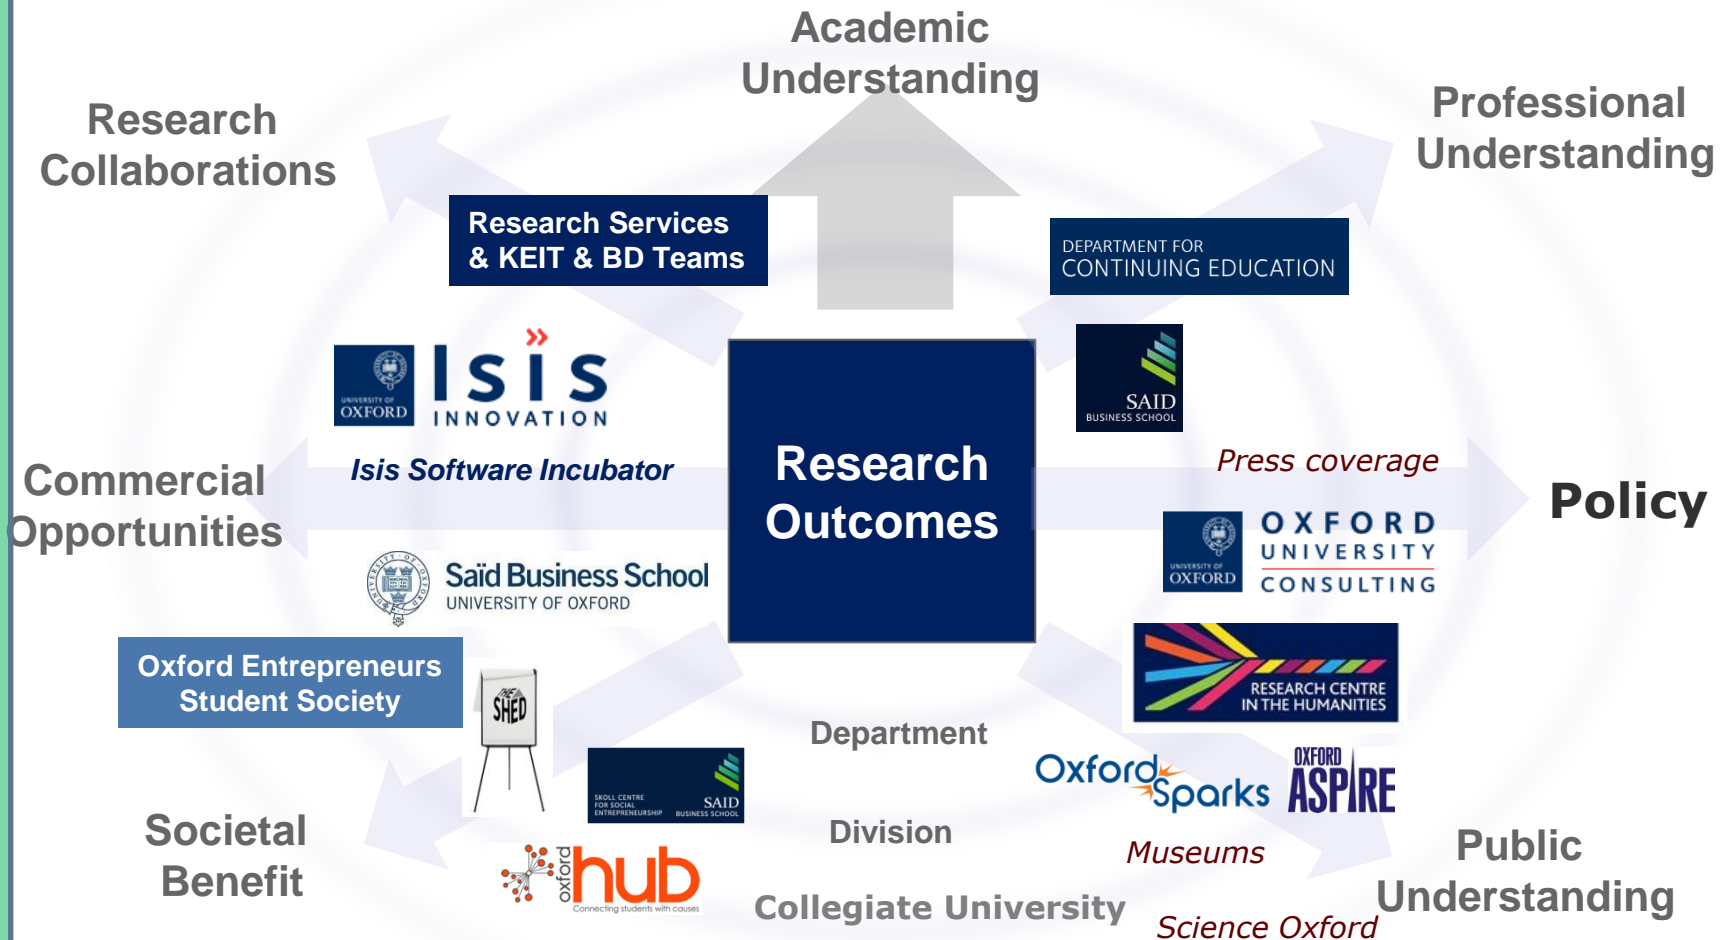 Academic
Understanding
Research
Collaborations
Professional
Understanding
Research Services
& KEIT & BD Teams
DEPARTMENT FOR
CONTINUING EDUCATION
UNIVERSITY OF
OXFORD
Isis
INNOVATION
SAID
BUSINESS SCHOOL
Isis Software Incubator
Research
Outcomes
Press coverage
Commercial
Opportunities
Policy
UNIVERSITY OF
OXFORD
OXFORD
UNIVERSITY
CONSULTING
Saïd Business School
UNIVERSITY OF OXFORD
Oxford Entrepreneurs
Student Society
THE
SHED
RESEARCH CENTRE
IN THE HUMANITIES
Department
SKOLL CENTRE
FOR SOCIAL
ENTREPRENEURSHIP
SAID
BUSINESS SCHOOL
Oxford
Sparks
OXFORD
ASPIRE
Societal
Benefit
Division
Museums
Public
Understanding
oxford
hub
Connecting students with causes
Collegiate University
Science Oxford